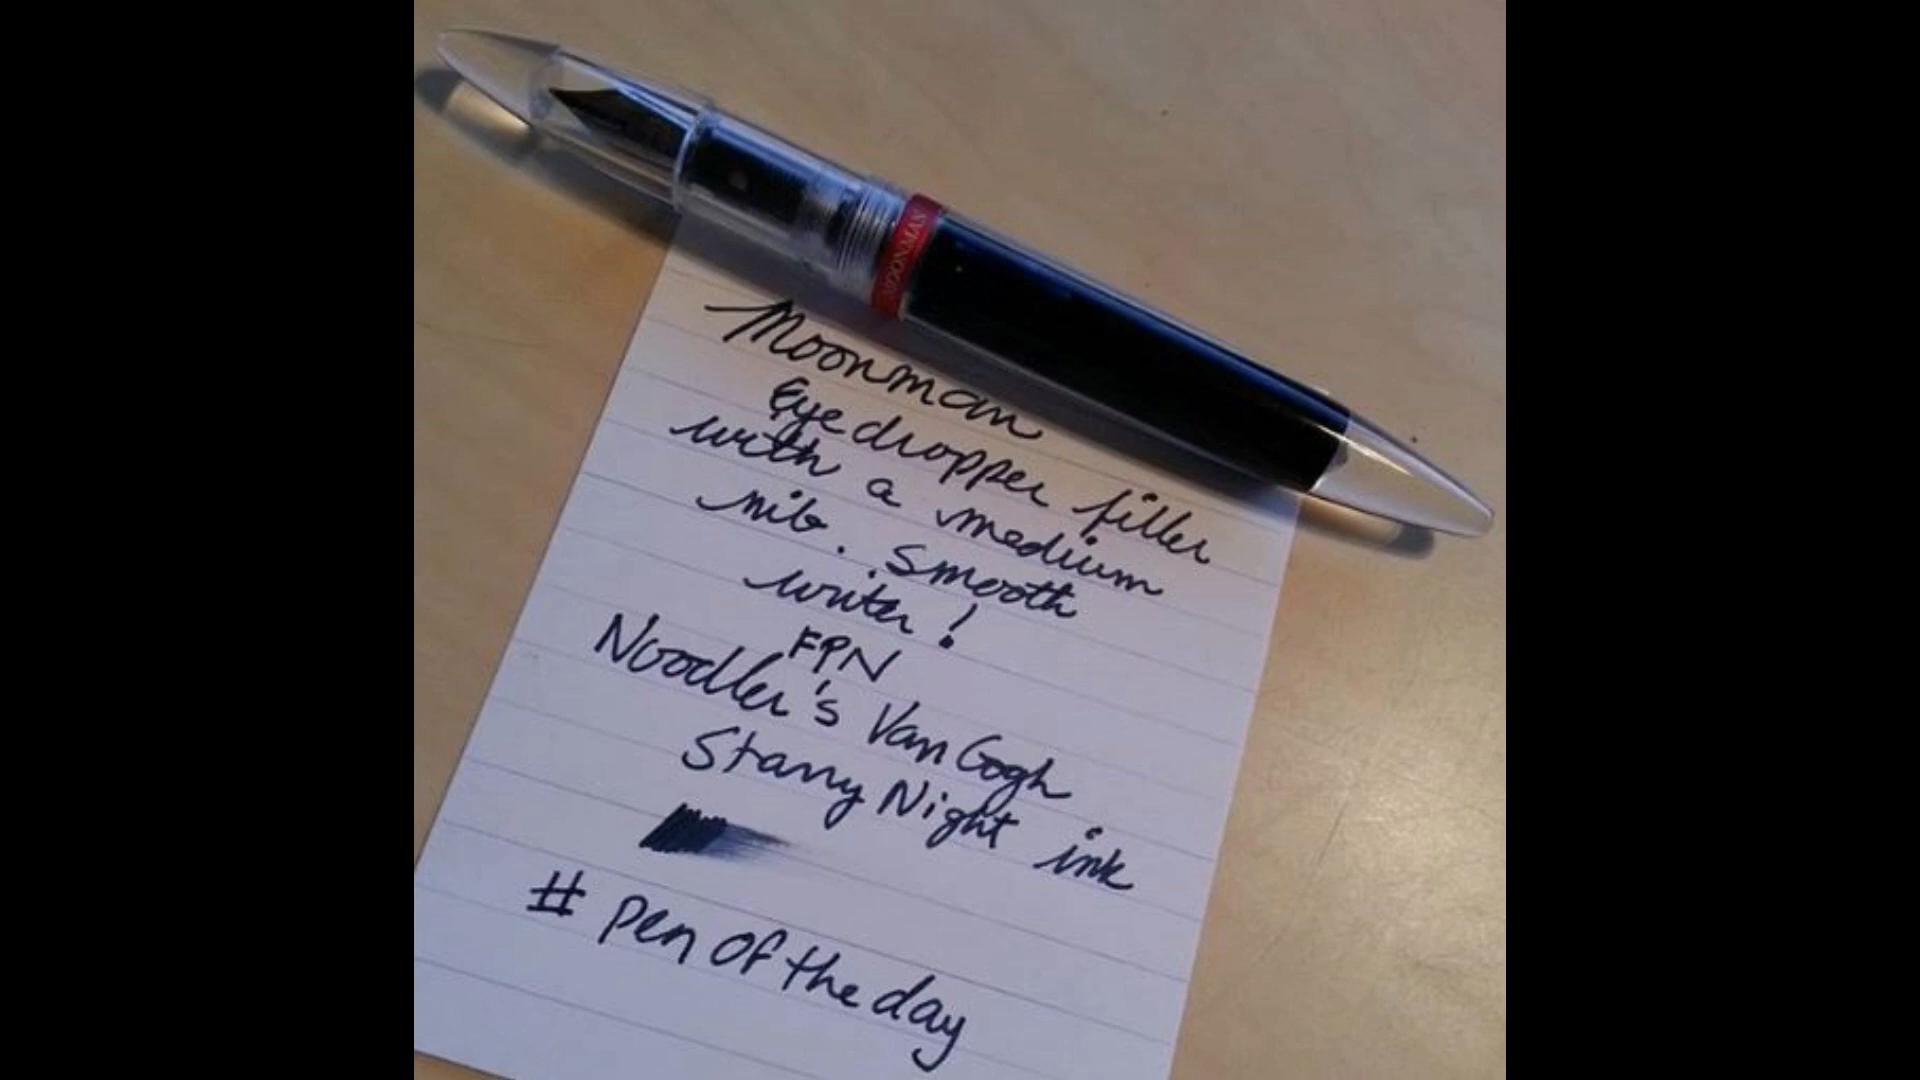 MOONMAN
Moonman
Eyedropper filler
with a medium
nib. Smooth
writer!
FPN
Noodler's Van Gogh
Starry Night ink
# pen of the day